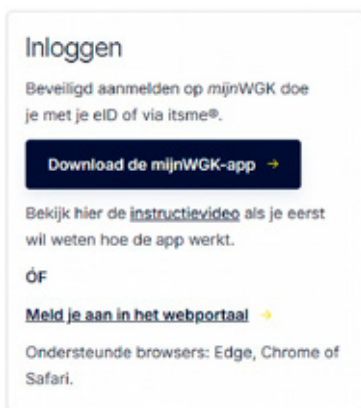 Inloggen
Beveiligd aanmelden op mijnWGK doe
je met je eID of via itsme®.
Download de mijnWGK-app →
Bekijk hier de instructievideo als je eerst
wil weten hoe de app werkt.
ÓF
Meld je aan in het webportaal →
Ondersteunde browsers: Edge, Chrome of
Safari.